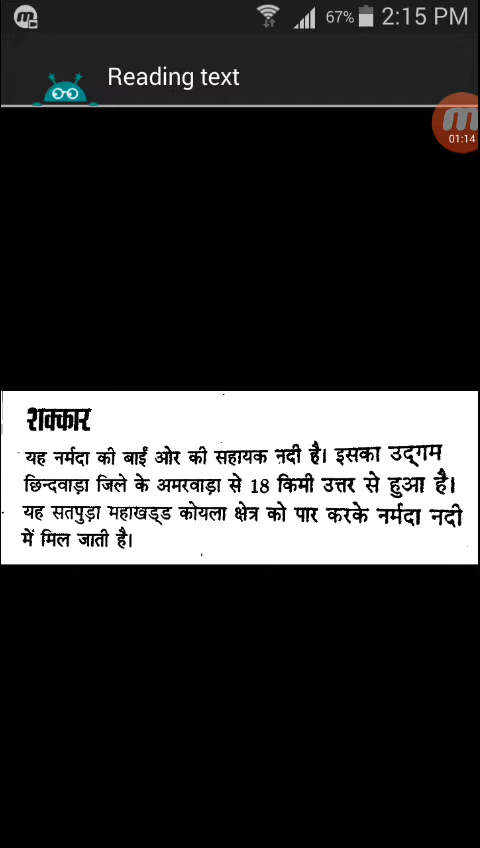 67% 2:15 PM
Reading text
01:14
शक्कार
यह नर्मदा की बाईं ओर की सहायक नदी है। इसका उद्गम
छिन्दवाड़ा जिले के अमरवाड़ा से 18 किमी उत्तर से हुआ है।
यह सतपुड़ा महाखड्ड कोयला क्षेत्र को पार करके नर्मदा नदी
में मिल जाती है।